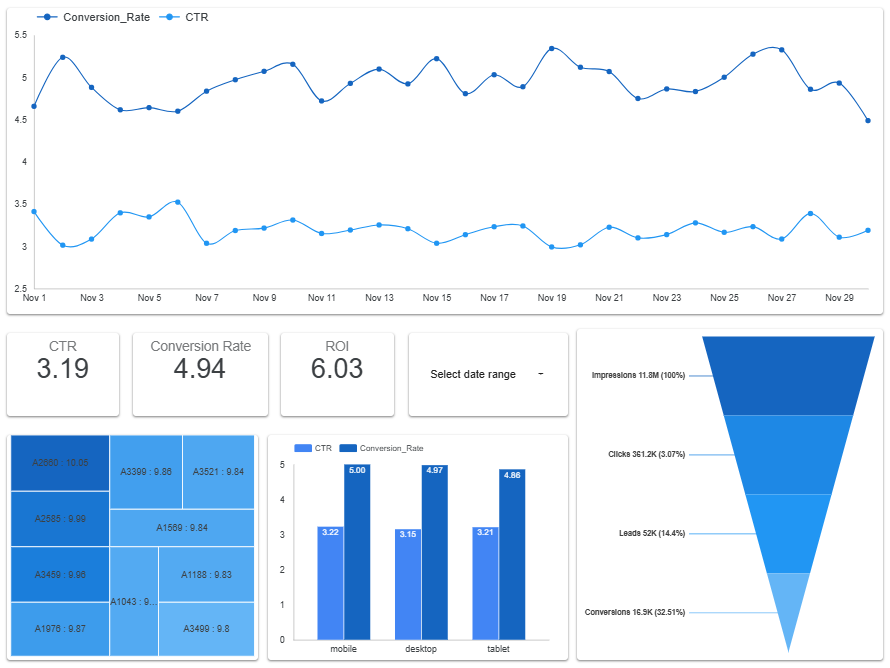 Conversion_Rate CTR
5.5
5
4.5
4
3.5
3
2.5
Nov 1 Nov 3 Nov 5 Nov 7 Nov 9 Nov 11 Nov 13 Nov 15 Nov 17 Nov 19 Nov 21 Nov 23 Nov 25 Nov 27 Nov 29
CTR
3.19
Conversion Rate
4.94
ROI
6.03
Select date range -
Impressions 11.8M (100%)
Clicks 361.2K (3.07%)
Leads 52K (14.4%)
Conversions 16.9K (32.51%)
A2660 : 10.05
A3399 : 9.86
A3521 : 9.84
A2585 : 9.99
A1569 : 9.84
A3459 : 9.96
A1043 : 9...
A1188 : 9.83
A1976 : 9.87
A3499 : 9.8
CTR Conversion_Rate
5
4
3
2
1
0
3.22
5.00
3.15
4.97
3.21
4.86
mobile desktop tablet